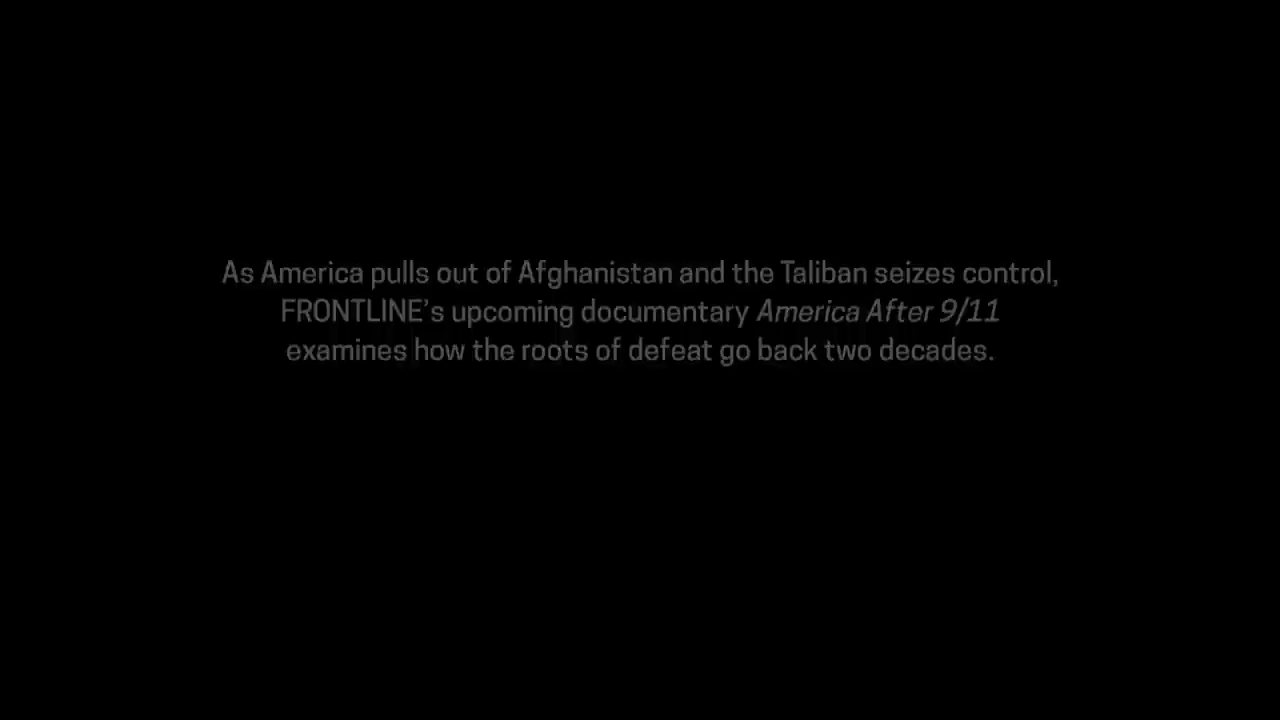 As America pulls out of Afghanistan and the Taliban seizes control,
FRONTLINE's upcoming documentary America After 9/11
examines how the roots of defeat go back two decades.